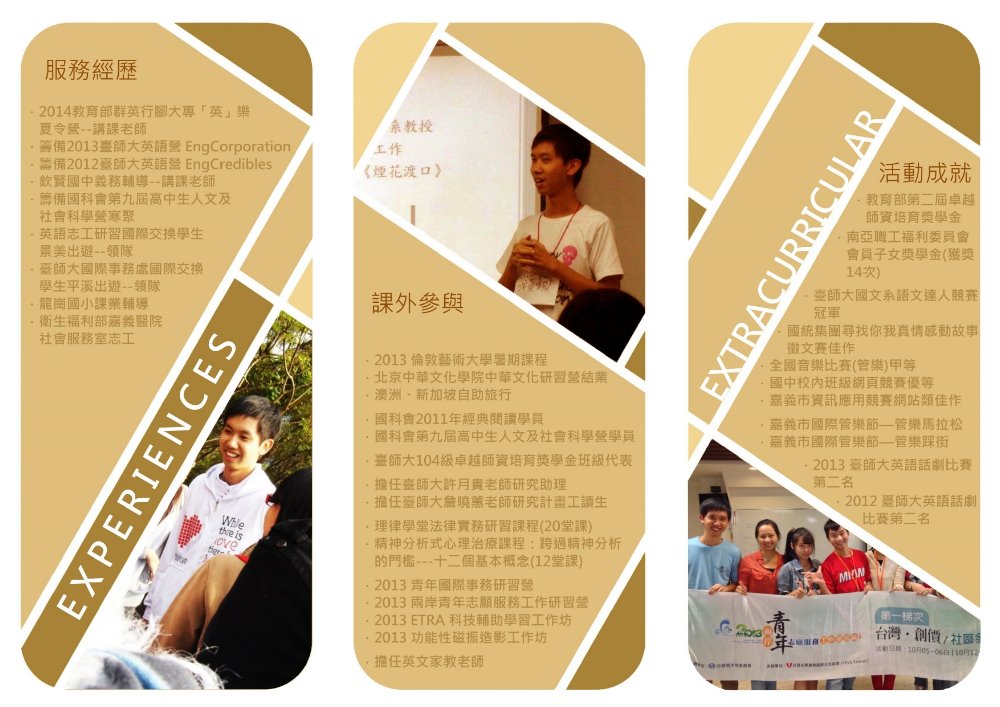 服務經歷
· 2014教育部群英行腳大專「英」樂
夏令營--講課老師
· 籌備2013臺師大英語營 EngCorporation
· 籌備2012臺師大英語營 EngCredibles
· 欽賢國中義務輔導--講課老師
· 籌備國科會第九屆高中生人文及
社會科學營寒聚
· 英語志工研習國際交換學生
景美出遊--領隊
· 臺師大國際事務處國際交換
學生平溪出遊--領隊
· 龍崗國小課業輔導
· 衛生福利部嘉義醫院
社會服務室志工
EXPERIENCES
While
there is
love
系教授
工作
《煙花渡口》
課外參與
· 2013 倫敦藝術大學暑期課程
· 北京中華文化學院中華文化研習營結業
· 澳洲、新加坡自助旅行
· 國科會2011年經典閱讀學員
· 國科會第九屆高中生人文及社會科學營學員
· 臺師大104級卓越師資培育獎學金班級代表
· 擔任臺師大許月貴老師研究助理
· 擔任臺師大詹曉蕙老師研究計畫工讀生
· 理律學堂法律實務研習課程(20堂課)
· 精神分析式心理治療課程：跨過精神分析
的門檻---十二個基本概念(12堂課)
· 2013 青年國際事務研習營
· 2013 兩岸青年志願服務工作研習營
· 2013 ETRA 科技輔助學習工作坊
· 2013 功能性磁振造影工作坊
· 擔任英文家教老師
EXTRACURRICULAR
活動成就
· 教育部第二屆卓越
師資培育獎學金
· 南亞職工福利委員會
會員子女獎學金(獲獎
14次)
· 臺師大國文系語文達人競賽
冠軍
· 國統集團尋找你我真情感動故事
徵文賽佳作
· 全國音樂比賽(管樂)甲等
· 國中校內班級網頁競賽優等
· 嘉義市資訊應用競賽網站類佳作
· 嘉義市國際管樂節—管樂馬拉松
· 嘉義市國際管樂節—管樂踩街
· 2013 臺師大英語話劇比賽
第二名
· 2012 臺師大英語話劇
比賽第二名
2013
青年
志願服務
第一梯次
台灣・創價/社區
活動日期：10月05~06日|10月12